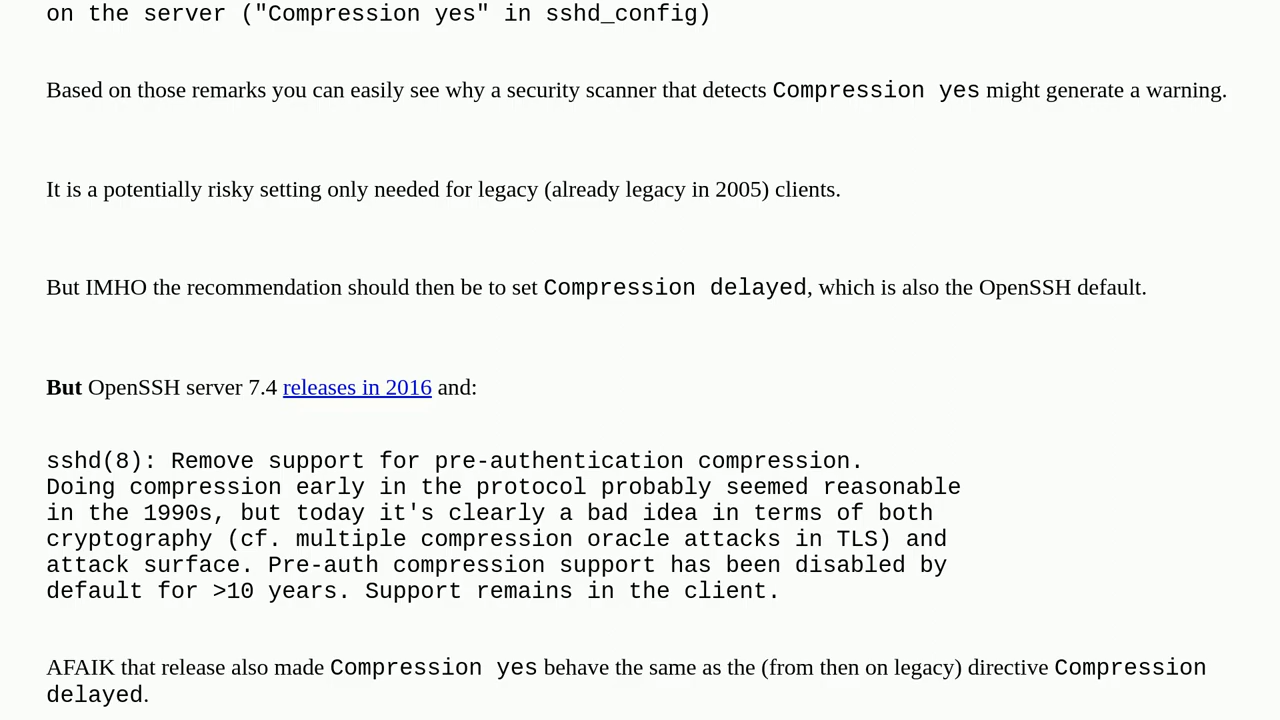 on the server ("Compression yes" in sshd_config)
Based on those remarks you can easily see why a security scanner that detects Compression yes might generate a warning.
It is a potentially risky setting only needed for legacy (already legacy in 2005) clients.
But IMHO the recommendation should then be to set Compression delayed, which is also the OpenSSH default.
But OpenSSH server 7.4 releases in 2016 and:
sshd(8): Remove support for pre-authentication compression.
Doing compression early in the protocol probably seemed reasonable
in the 1990s, but today it's clearly a bad idea in terms of both
cryptography (cf. multiple compression oracle attacks in TLS) and
attack surface. Pre-auth compression support has been disabled by
default for >10 years. Support remains in the client.
AFAIK that release also made Compression yes behave the same as the (from then on legacy) directive Compression
delayed.